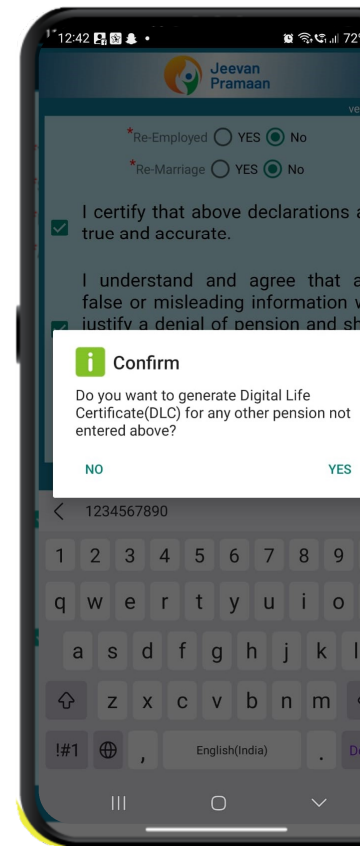 12:42
72%
Jeevan
Pramaan
*Re-Employed YES No
*Re-Marriage YES No
I certify that above declarations
true and accurate.
I understand and agree that
false or misleading information
justify a denial of pension and
i Confirm
Do you want to generate Digital Life
Certificate(DLC) for any other pension not
entered above?
NO YES
1234567890
1 2 3 4 5 6 7 8 9
q w e r t y u i o
a s d f g h j k l
z x c v b n m
!#1 , English(India) .